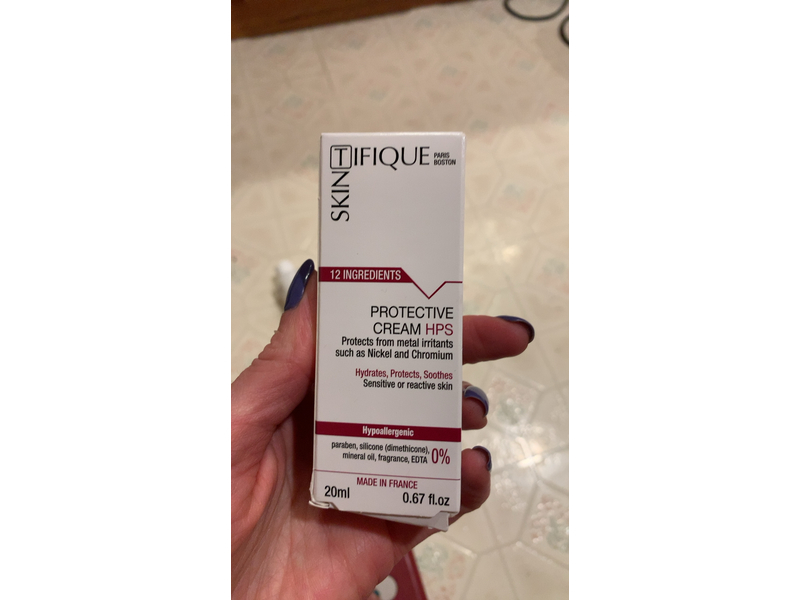 SKINTIFIQUE PARIS
BOSTON
12 INGREDIENTS
PROTECTIVE
CREAM HPS
Protects from metal irritants
such as Nickel and Chromium
Hydrates, Protects, Soothes
Sensitive or reactive skin
Hypoallergenic
paraben, silicone (dimethicone),
mineral oil, fragrance, EDTA 0%
MADE IN FRANCE
20ml 0.67 fl.oz